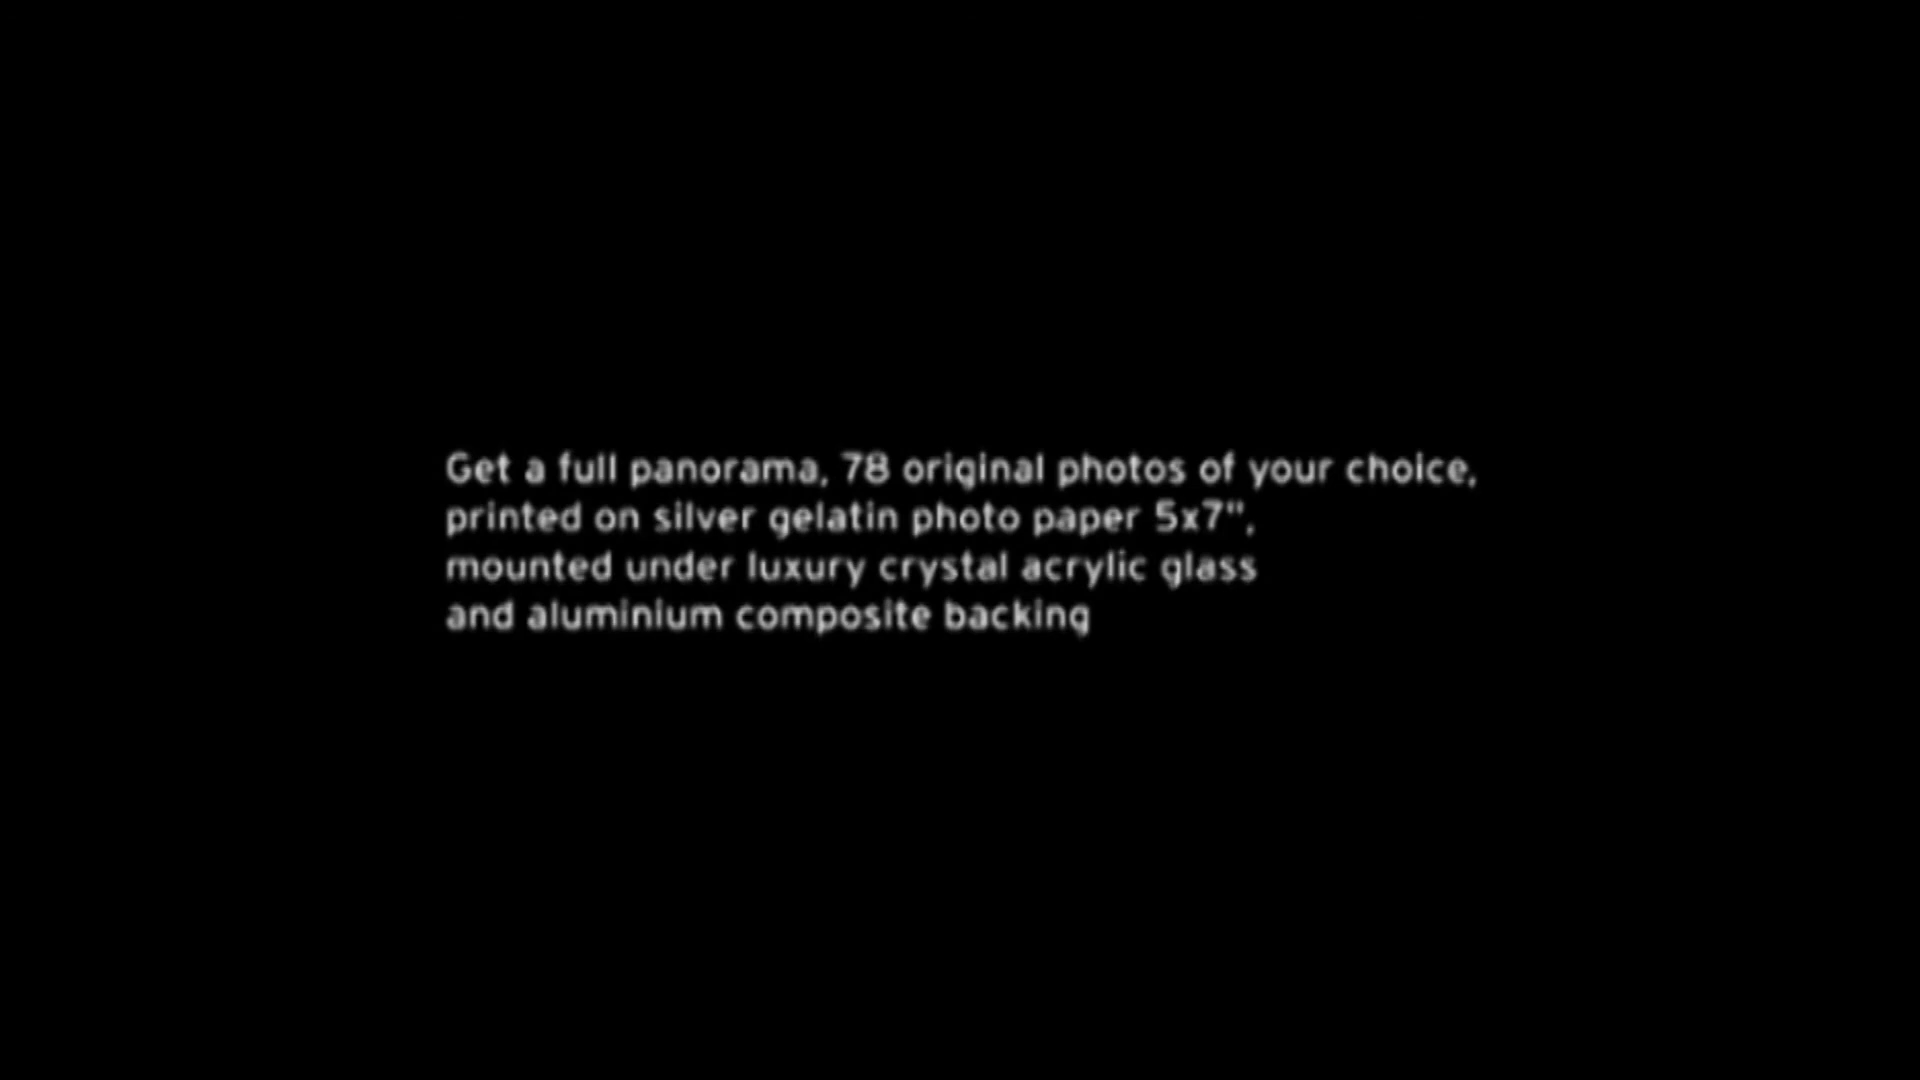 Get a full panorama, 78 original photos of your choice,
printed on silver gelatin photo paper 5x7",
mounted under luxury crystal acrylic glass
and aluminium composite backing